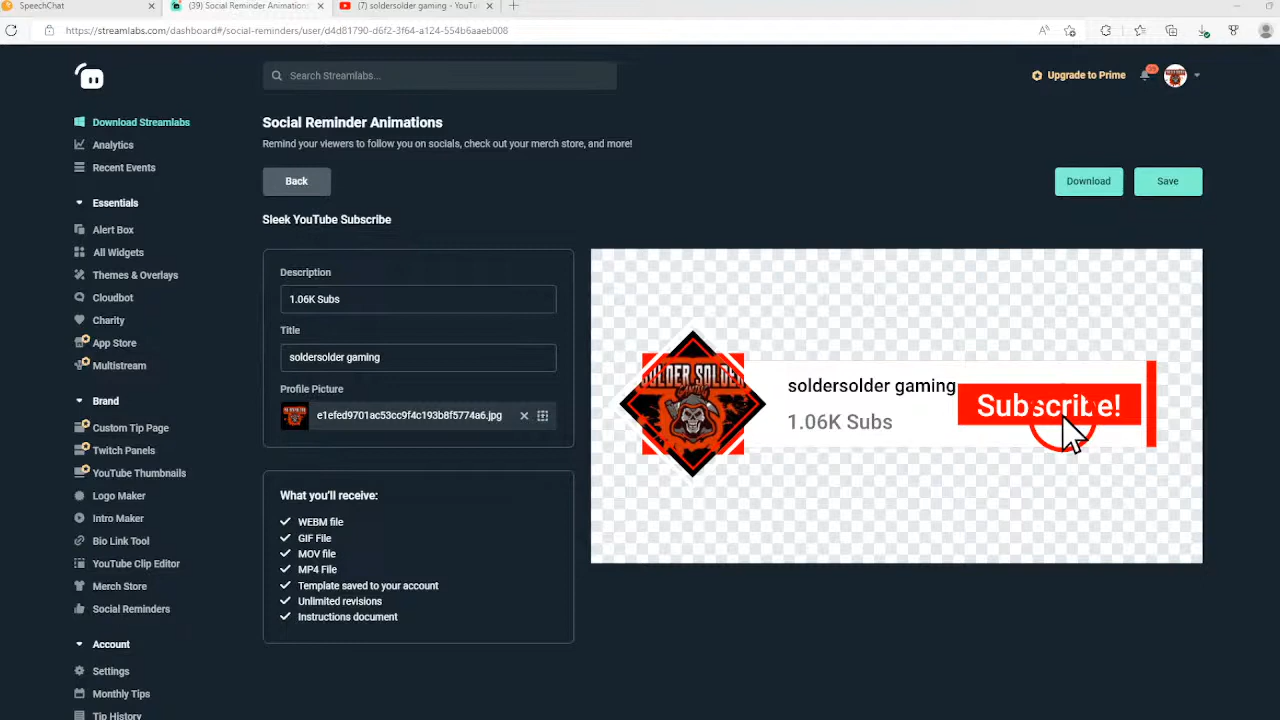 SpeechChat
(39) Social Reminder Animations
(7) soldersolder gaming - YouTu
https://streamlabs.com/dashboard#/social-reminders/user/d4d81790-d6f2-3f64-a124-554b6aaeb008
Search Streamlabs...
Upgrade to Prime
Download Streamlabs
Analytics
Recent Events
Essentials
Alert Box
All Widgets
Themes & Overlays
Cloudbot
Charity
App Store
Multistream
Brand
Custom Tip Page
Twitch Panels
YouTube Thumbnails
Logo Maker
Intro Maker
Bio Link Tool
YouTube Clip Editor
Merch Store
Social Reminders
Account
Settings
Monthly Tips
Tip History
Social Reminder Animations
Remind your viewers to follow you on socials, check out your merch store, and more!
Back
Download
Save
Sleek YouTube Subscribe
Description
1.06K Subs
Title
soldersolder gaming
Profile Picture
e1efed9701ac53cc9f4c193b8f5774a6.jpg
What you'll receive:
WEBM file
GIF File
MOV file
MP4 File
Template saved to your account
Unlimited revisions
Instructions document
SOLDER SOLDER
soldersolder gaming
1.06K Subs
Subscribe!